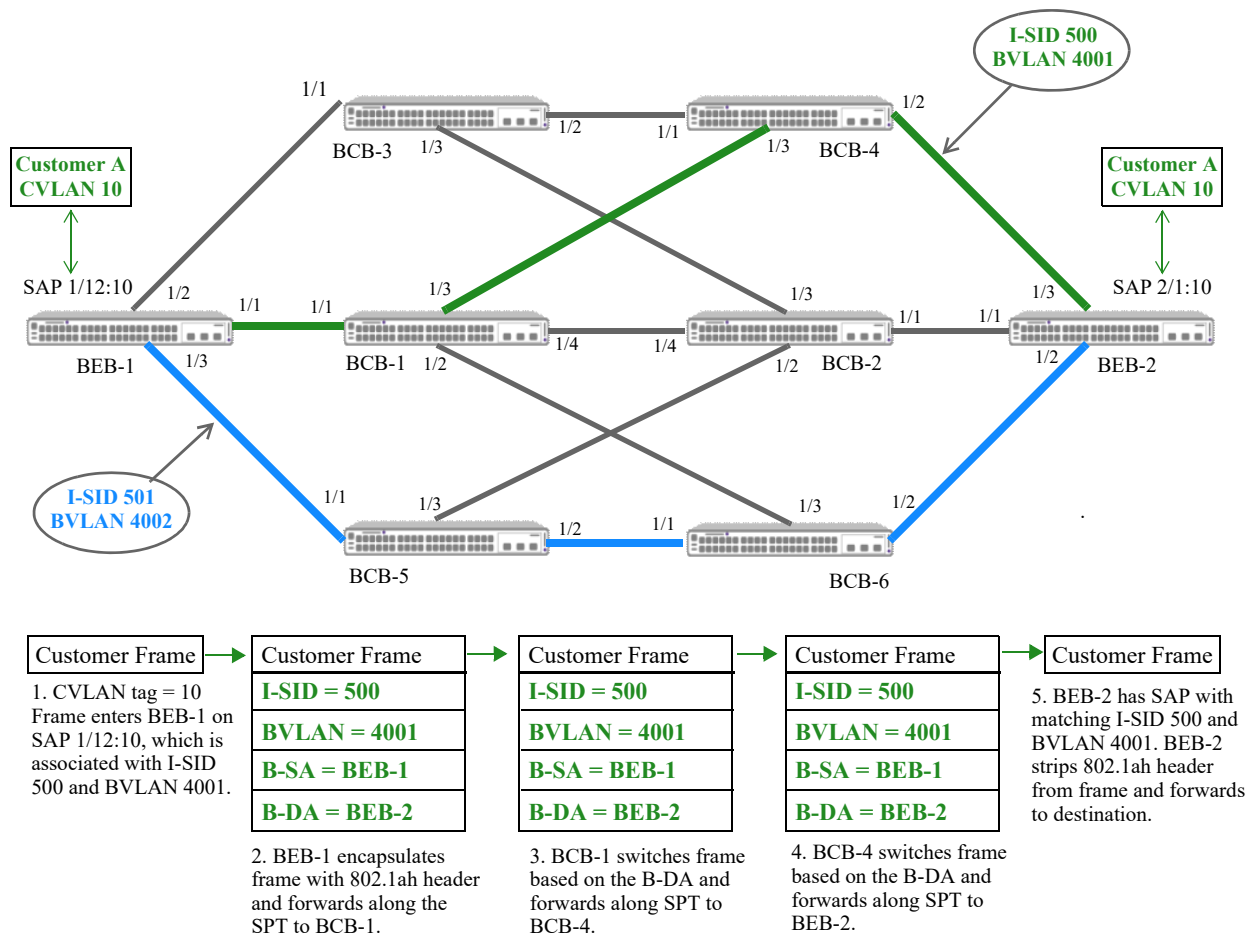 I-SID 500
BVLAN 4001
1/1
1/2
1/1
1/2
1/3
BCB-3
1/3
BCB-4
Customer A
CVLAN 10
Customer A
CVLAN 10
SAP 1/12:10
SAP 2/1:10
1/2
1/1
1/1
1/3
1/3
1/3
1/1
1/1
BEB-1
1/3
BCB-1
1/2
1/4
1/4
1/2
BCB-2
1/2
BEB-2
I-SID 501
BVLAN 4002
1/1
1/3
1/2
1/1
1/3
1/2
.
BCB-5
BCB-6
Customer Frame
1. CVLAN tag = 10
Frame enters BEB-1 on
SAP 1/12:10, which is
associated with I-SID
500 and BVLAN 4001.
Customer Frame
I-SID = 500
BVLAN = 4001
B-SA = BEB-1
B-DA = BEB-2
2. BEB-1 encapsulates
frame with 802.1ah header
and forwards along the
SPT to BCB-1.
Customer Frame
I-SID = 500
BVLAN = 4001
B-SA = BEB-1
B-DA = BEB-2
3. BCB-1 switches frame
based on the B-DA and
forwards along SPT to
BCB-4.
Customer Frame
I-SID = 500
BVLAN = 4001
B-SA = BEB-1
B-DA = BEB-2
4. BCB-4 switches frame
based on the B-DA and
forwards along SPT to
BEB-2.
Customer Frame
5. BEB-2 has SAP with
matching I-SID 500 and
BVLAN 4001. BEB-2
strips 802.1ah header
from frame and forwards
to destination.